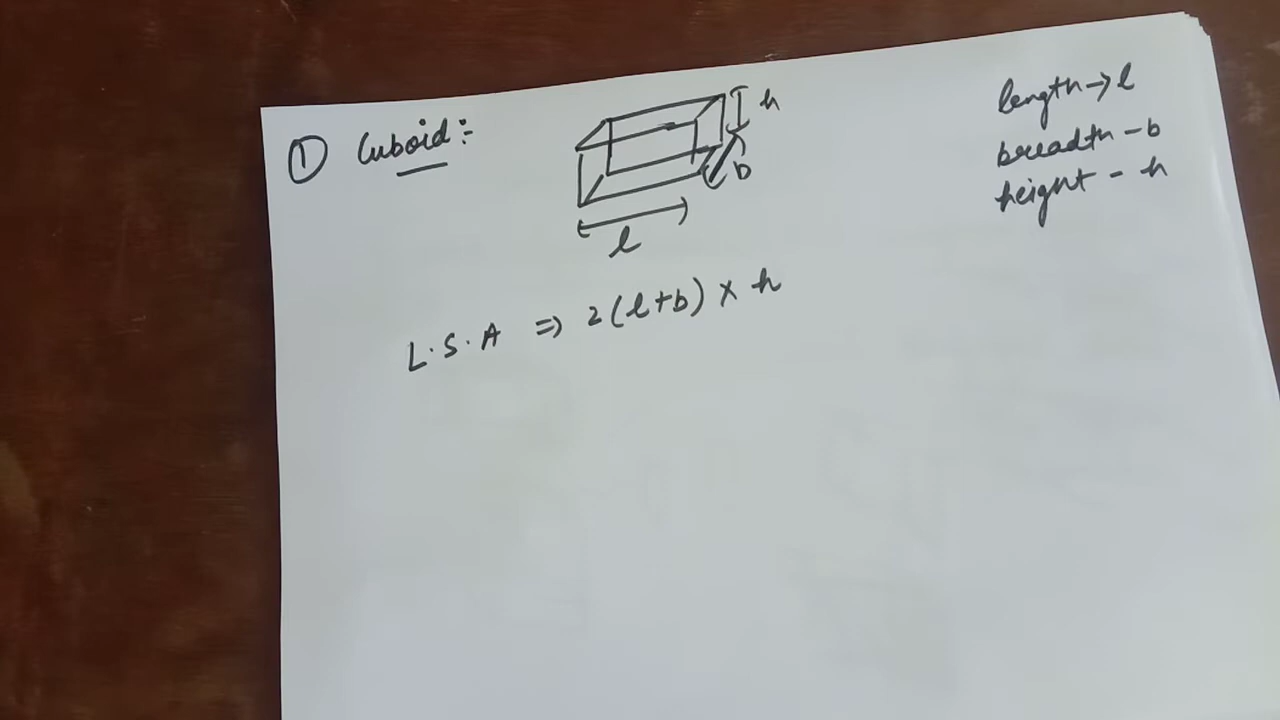 ① Cuboid :-
h
b
l
length → l
breadth - b
height - h
L.S.A ⇒ 2(l+b) × h